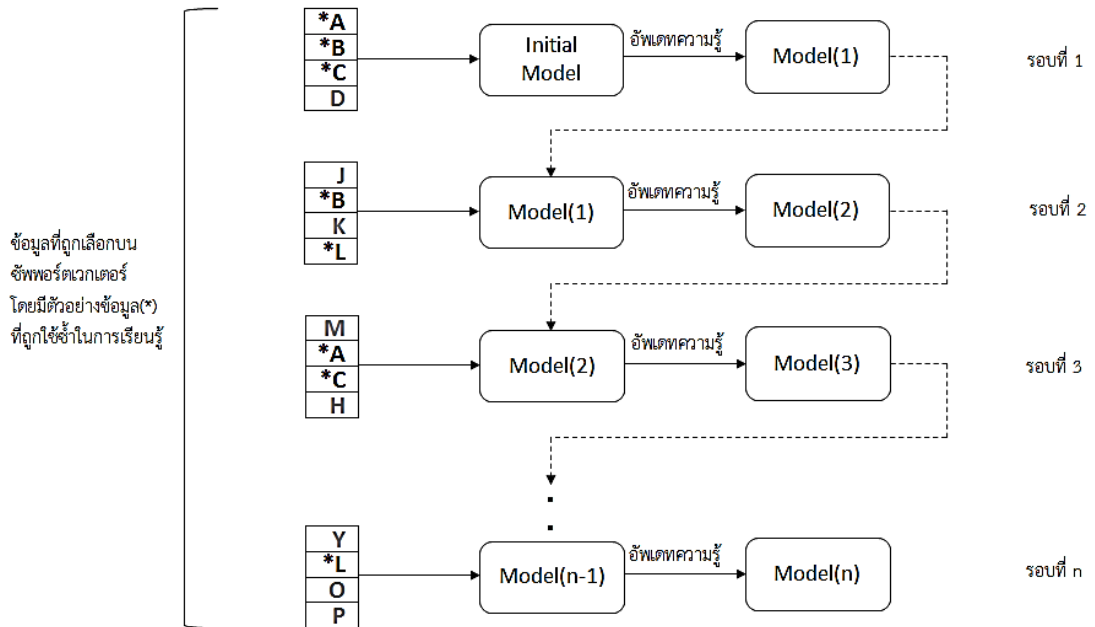 *A
*B
*C
D
Initial
Model
อัพเดทความรู้
Model(1)
รอบที่ 1
J
*B
K
*L
Model(1)
อัพเดทความรู้
Model(2)
รอบที่ 2
ข้อมูลที่ถูกเลือกบน
ซัพพอร์ตเวกเตอร์
โดยมีตัวอย่างข้อมูล(*)
ที่ถูกใช้ซ้ำในการเรียนรู้
M
*A
*C
H
Model(2)
อัพเดทความรู้
Model(3)
รอบที่ 3
Y
*L
O
P
Model(n-1)
อัพเดทความรู้
Model(n)
รอบที่ n